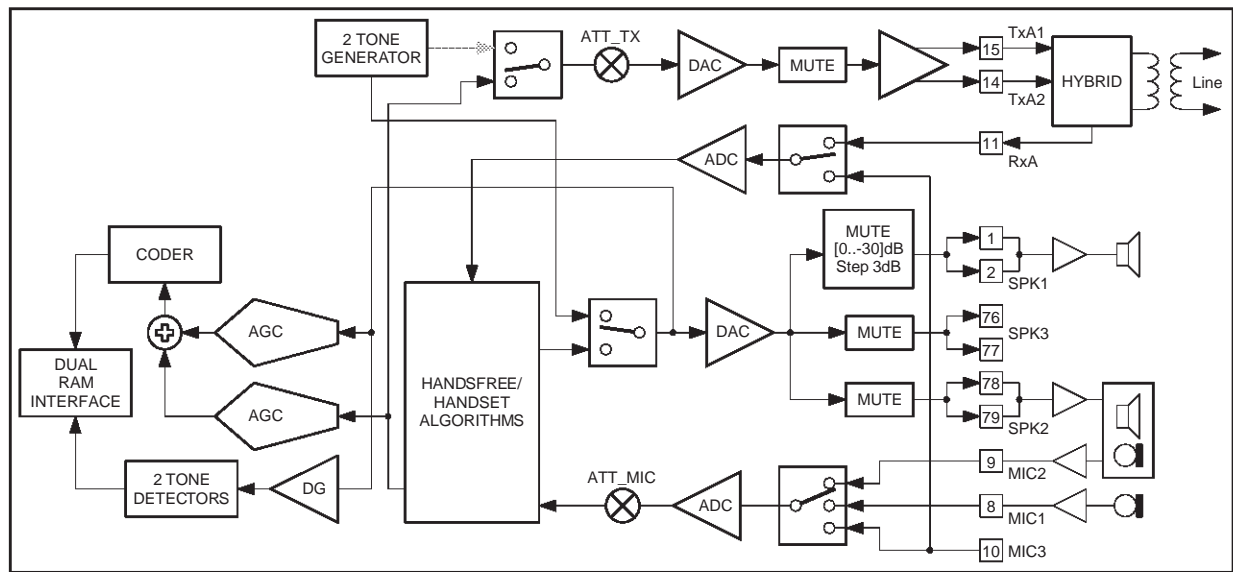 2 TONE
GENERATOR
ATT_TX
DAC
MUTE
15
TxA1
14
TxA2
HYBRID
Line
ADC
11
RxA
CODER
MUTE
[0..-30]dB
Step 3dB
1
2
SPK1
AGC
DAC
MUTE
76
SPK3
77
DUAL
RAM
INTERFACE
AGC
HANDSFREE/
HANDSET
ALGORITHMS
MUTE
78
79
SPK2
2 TONE
DETECTORS
DG
ATT_MIC
ADC
9
MIC2
8
MIC1
10
MIC3